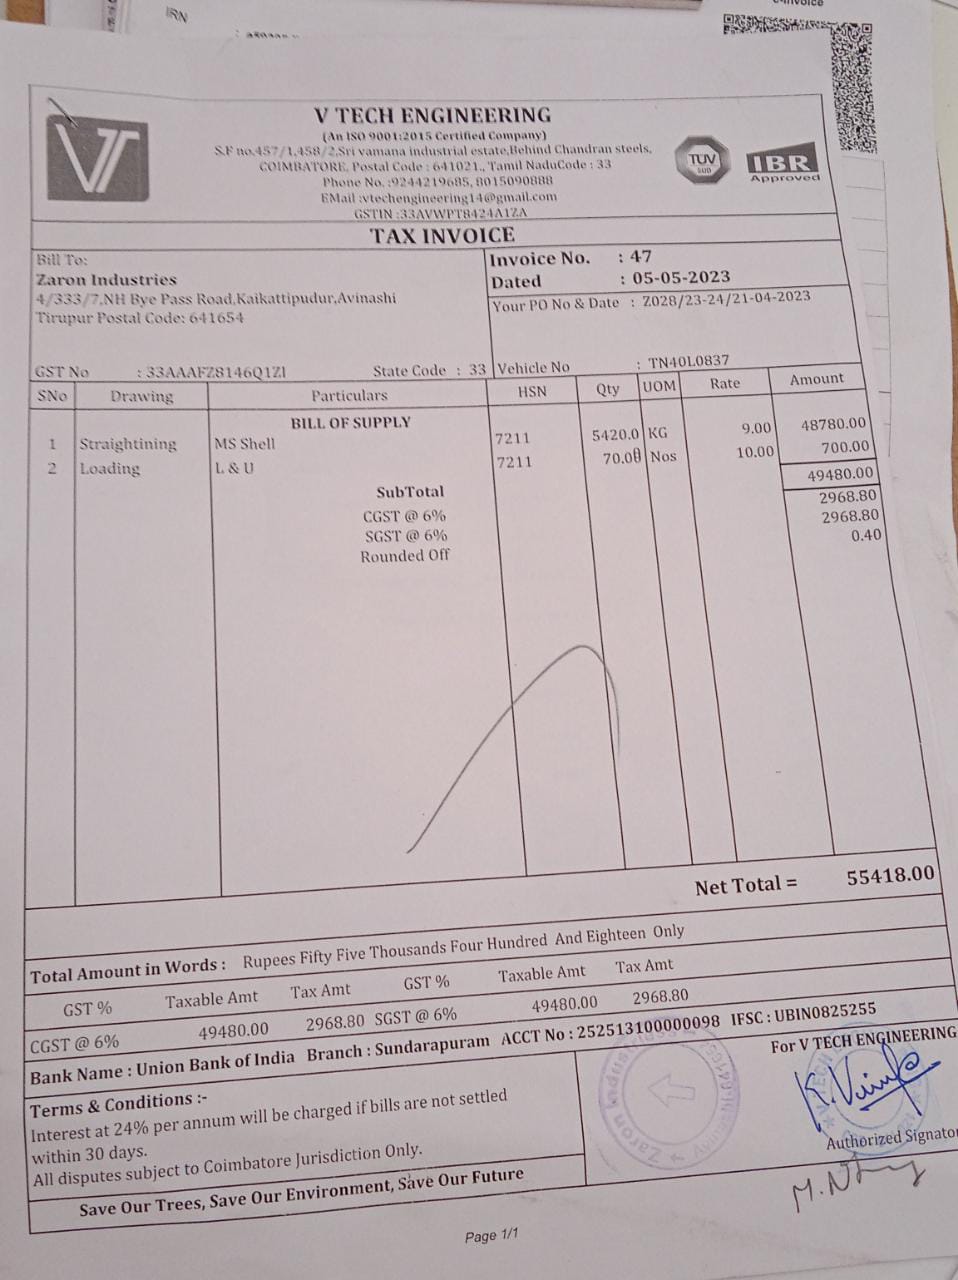 IRN
e-Invoice
VT
V TECH ENGINEERING
(An ISO 9001:2015 Certified Company)
S.F no.457/1,458/2,Sri vamana industrial estate,Behind Chandran steels,
COIMBATORE, Postal Code : 641021., Tamil NaduCode : 33
Phone No. :9244219685, 8015090888
EMail :vtechengineering14@gmail.com
GSTIN :33AVWPT8424A1ZA
TUV
SUD
IBR
Approved
TAX INVOICE
Bill To:
Zaron Industries
4/333/7,NH Bye Pass Road,Kaikattipudur,Avinashi
Tirupur Postal Code: 641654
GST No : 33AAAFZ8146Q1ZI State Code : 33
Invoice No. : 47
Dated : 05-05-2023
Your PO No & Date : Z028/23-24/21-04-2023
Vehicle No : TN40L0837
SNo Drawing Particulars HSN Qty UOM Rate Amount
BILL OF SUPPLY
1 Straightining MS Shell 7211 5420.0 KG 9.00 48780.00
2 Loading L & U 7211 70.00 Nos 10.00 700.00
SubTotal 49480.00
CGST @ 6% 2968.80
SGST @ 6% 2968.80
Rounded Off 0.40
Net Total = 55418.00
Total Amount in Words : Rupees Fifty Five Thousands Four Hundred And Eighteen Only
GST % Taxable Amt Tax Amt GST % Taxable Amt Tax Amt
CGST @ 6% 49480.00 2968.80 SGST @ 6% 49480.00 2968.80
Bank Name : Union Bank of India Branch : Sundarapuram ACCT No : 252513100000098 IFSC : UBIN0825255
Terms & Conditions :-
Interest at 24% per annum will be charged if bills are not settled
within 30 days.
All disputes subject to Coimbatore Jurisdiction Only.
Save Our Trees, Save Our Environment, Save Our Future
Zaron Industries
For V TECH ENGINEERING
Authorized Signator
Page 1/1